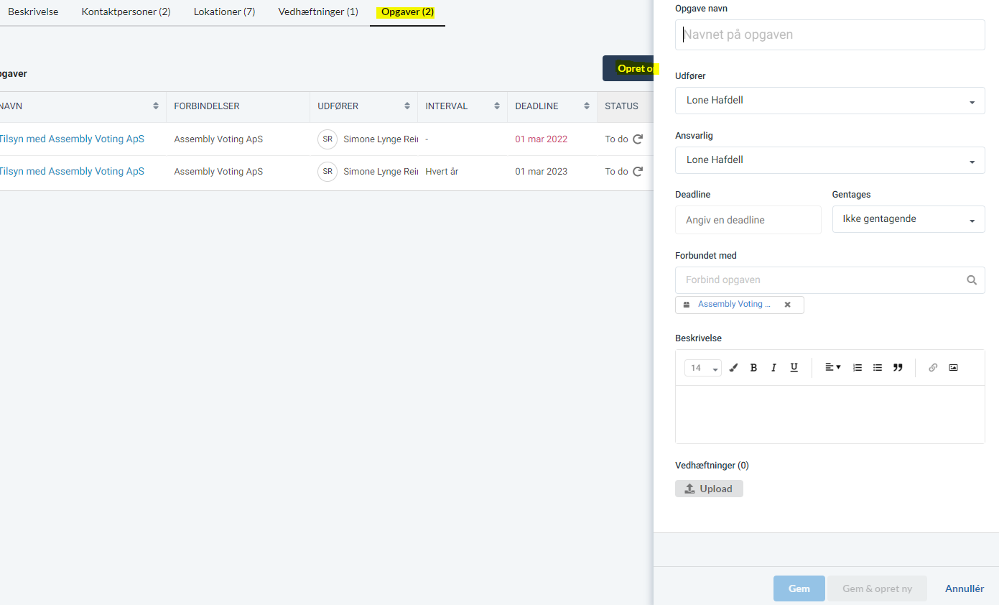 Beskrivelse Kontaktpersoner (2) Lokationer (7) Vedhæftninger (1) Opgaver (2)
pgaver
Opret o
NAVN FORBINDELSER UDFØRER INTERVAL DEADLINE STATUS
Tilsyn med Assembly Voting ApS Assembly Voting ApS SR Simone Lynge Rein - 01 mar 2022 To do
Tilsyn med Assembly Voting ApS Assembly Voting ApS SR Simone Lynge Rein Hvert år 01 mar 2023 To do
Opgave navn
Navnet på opgaven
Udfører
Lone Hafdell
Ansvarlig
Lone Hafdell
Deadline Gentages
Angiv en deadline Ikke gentagende
Forbundet med
Forbind opgaven
Assembly Voting ...
Beskrivelse
14 B I U
Vedhæftninger (0)
Upload
Gem Gem & opret ny Annullér